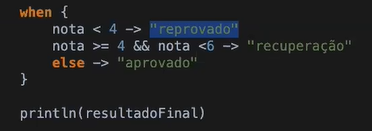 when {
nota < 4 -> "reprovado"
nota >= 4 && nota <6 -> "recuperação"
else -> "aprovado"
}
println(resultadoFinal)